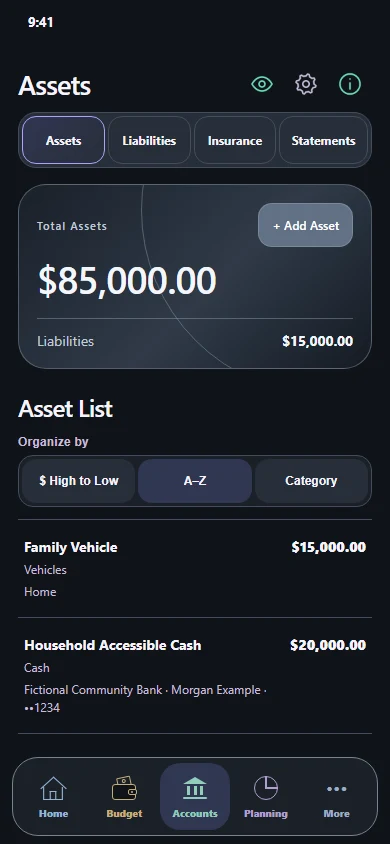 9:41
Assets
Assets
Liabilities
Insurance
Statements
Total Assets
+ Add Asset
$85,000.00
Liabilities
$15,000.00
Asset List
Organize by
$ High to Low
A–Z
Category
Family Vehicle
$15,000.00
Vehicles
Home
Household Accessible Cash
$20,000.00
Cash
Fictional Community Bank · Morgan Example ·
••1234
Home
Budget
Accounts
Planning
More